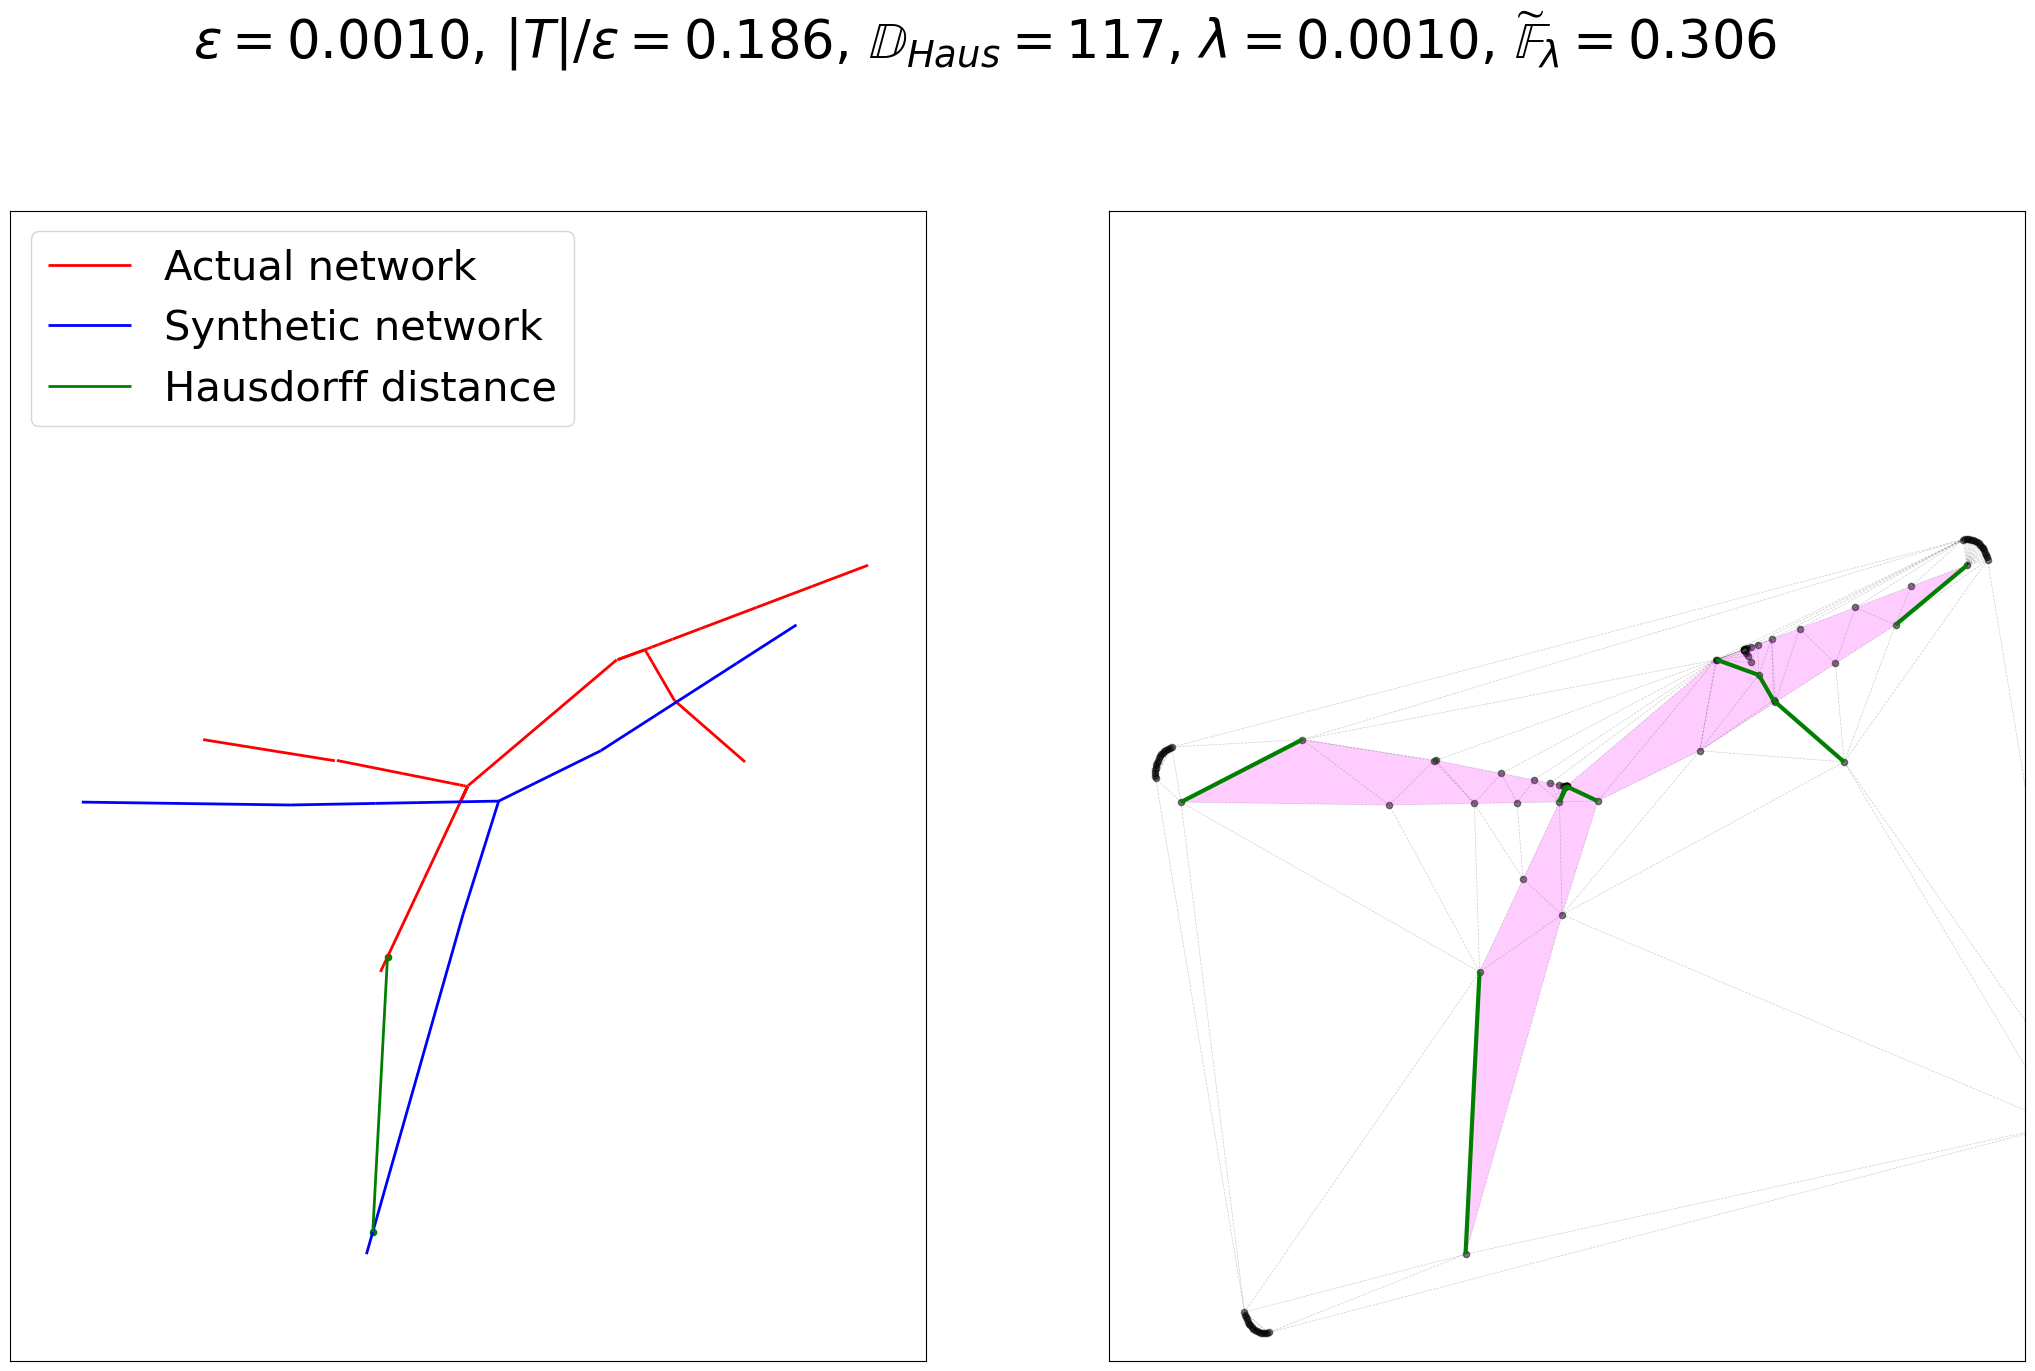 ε = 0.0010, |T|/ε = 0.186, 𝔻_Haus = 117, λ = 0.0010, 𝔽̃_λ = 0.306
Actual network
Synthetic network
Hausdorff distance